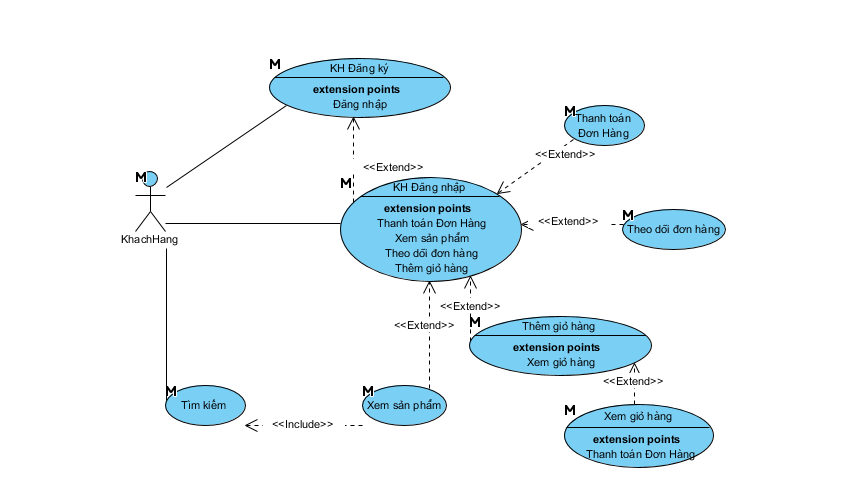 M
KH Đăng ký
extension points
Đăng nhập
M
Thanh toán
Đơn Hàng
<<Extend>>
<<Extend>>
M
KhachHang
M
KH Đăng nhập
extension points
Thanh toán Đơn Hàng
Xem sản phẩm
Theo dõi đơn hàng
Thêm giỏ hàng
<<Extend>>
M
Theo dõi đơn hàng
<<Extend>>
<<Extend>>
M
Thêm giỏ hàng
extension points
Xem giỏ hàng
<<Extend>>
M
Tìm kiếm
<<Include>>
M
Xem sản phẩm
M
Xem giỏ hàng
extension points
Thanh toán Đơn Hàng